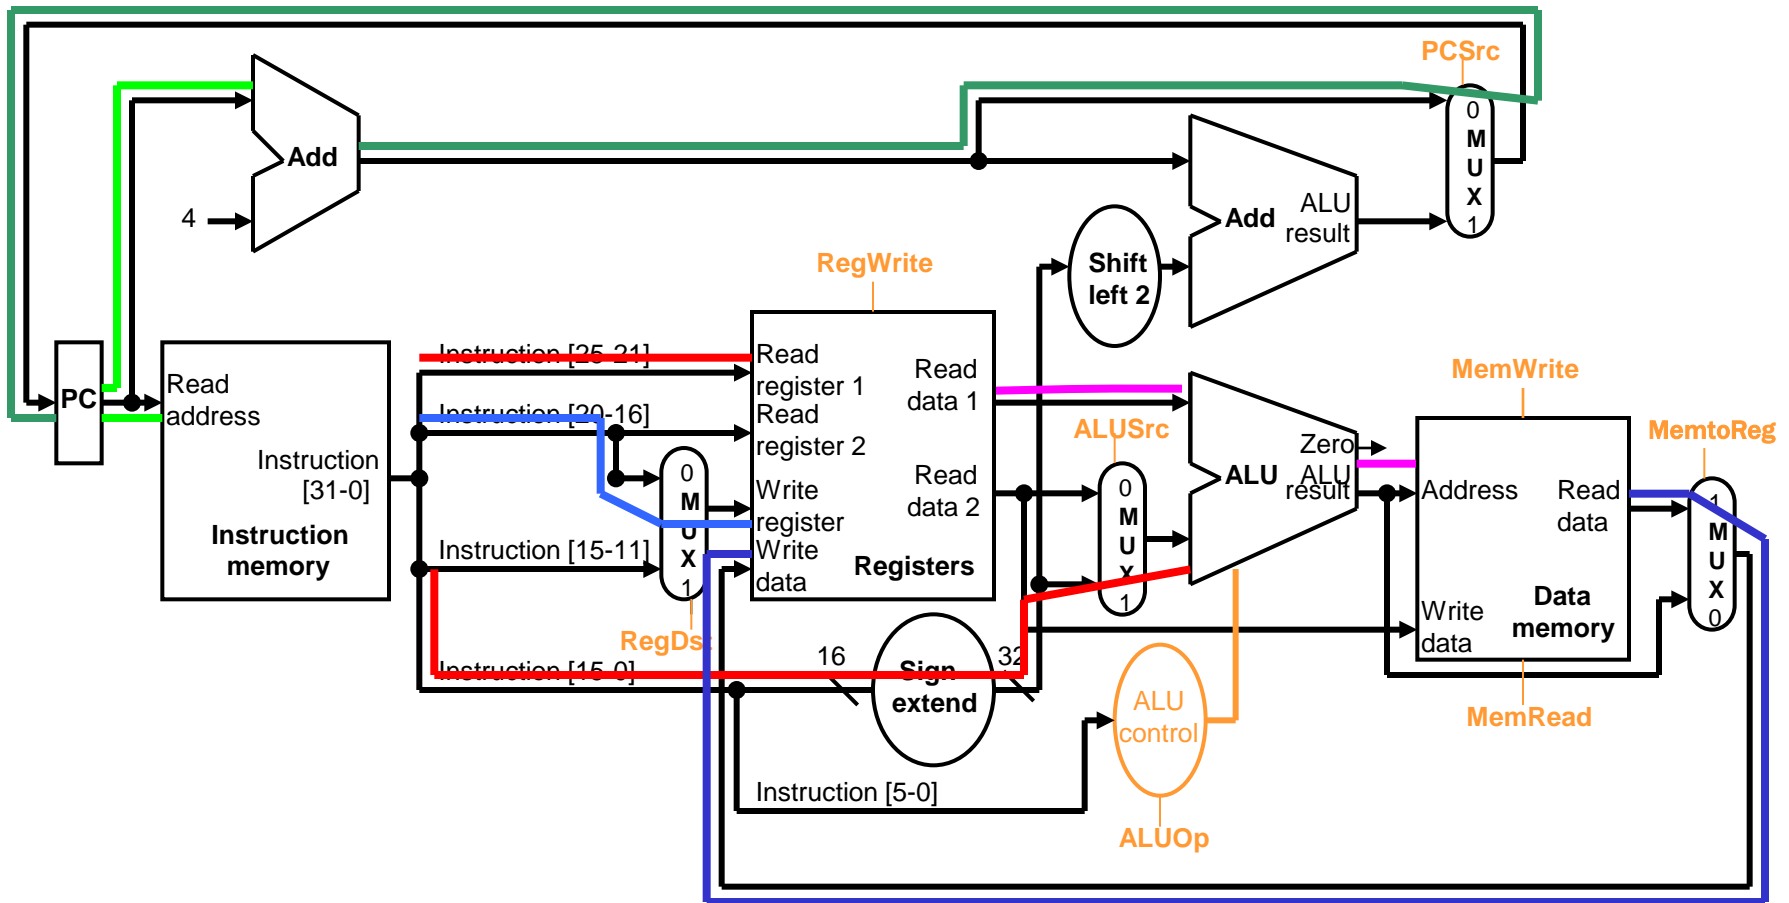 PCSrc
0
M
U
X
1
Add
4
Add
ALU
result
Shift
left 2
RegWrite
PC
Read
address
Instruction
[31-0]
Instruction
memory
Instruction [25-21]
Instruction [20-16]
Instruction [15-11]
Instruction [15-0]
Instruction [5-0]
0
M
U
X
1
RegDst
Read
register 1
Read
register 2
Write
register
Write
data
Read
data 1
Read
data 2
Registers
16
Sign
extend
32
ALUSrc
0
M
U
X
1
Zero
ALU
ALU
result
ALU
control
ALUOp
MemWrite
Address
Read
data
Write
data
Data
memory
MemRead
MemtoReg
1
M
U
X
0